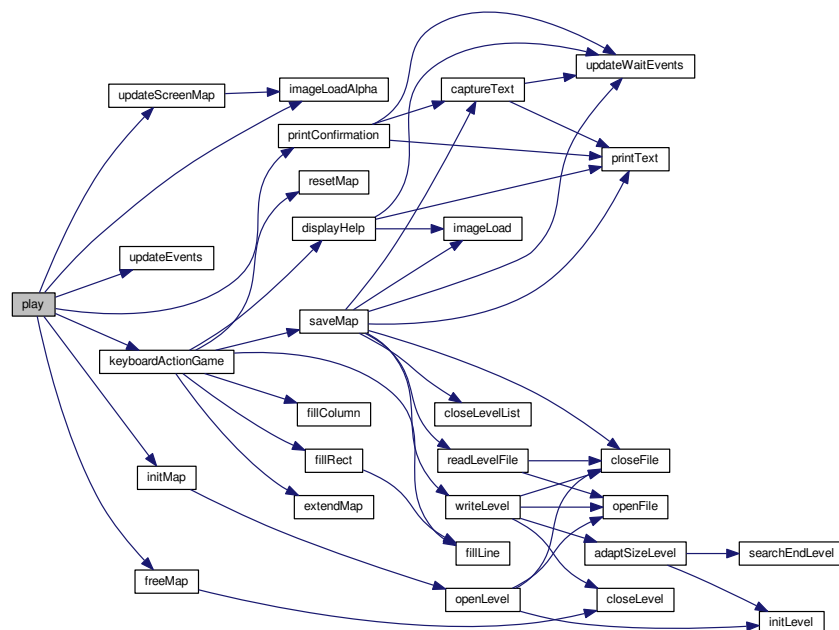 updateWaitEvents
updateScreenMap
imageLoadAlpha
captureText
printConfirmation
printText
resetMap
displayHelp
imageLoad
updateEvents
play
saveMap
keyboardActionGame
fillColumn
closeLevelList
fillRect
readLevelFile
closeFile
initMap
extendMap
writeLevel
openFile
fillLine
adaptSizeLevel
searchEndLevel
freeMap
openLevel
closeLevel
initLevel